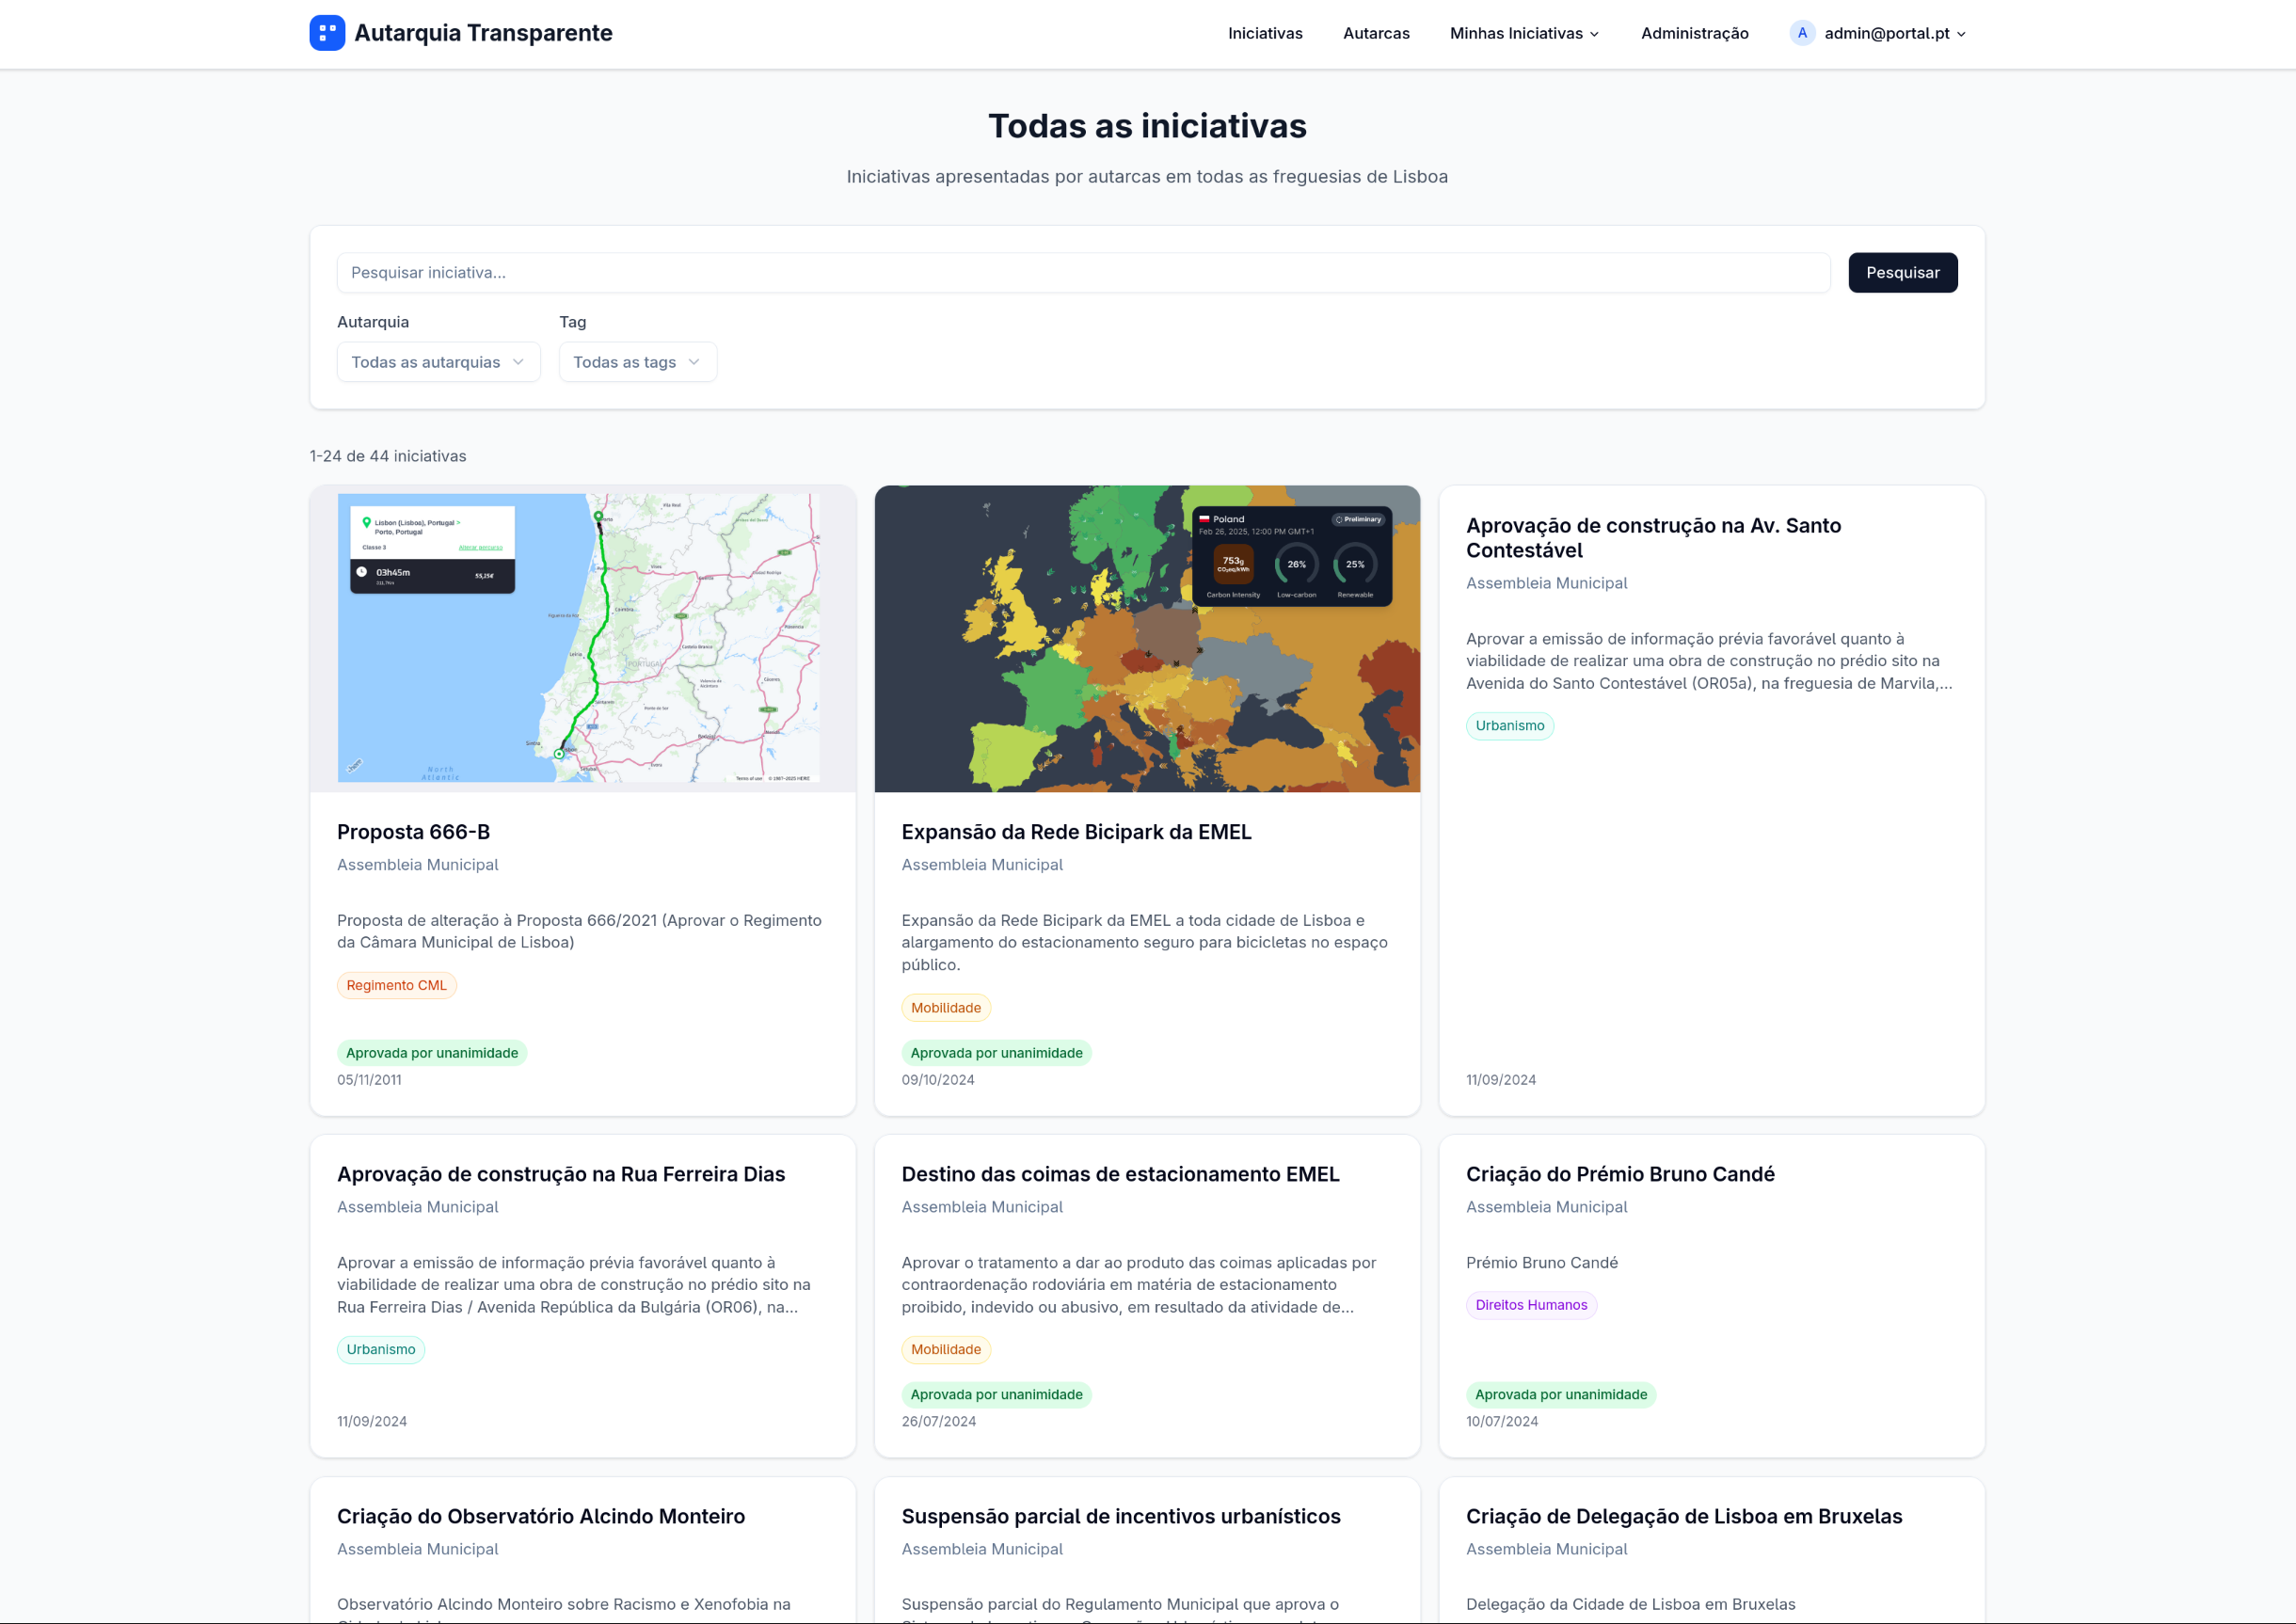 Autarquia Transparente
Iniciativas
Autarcas
Minhas Iniciativas
Administração
A
admin@portal.pt
Todas as iniciativas
Iniciativas apresentadas por autarcas em todas as freguesias de Lisboa
Pesquisar iniciativa...
Pesquisar
Autarquia
Tag
Todas as autarquias
Todas as tags
1-24 de 44 iniciativas
Lisbon (Lisboa), Portugal >
Porto, Portugal
Classe 3
Alterar percurso
03h45m
55,15€
PORTUGAL
Coimbra
Leiria
Santarém
Sintra
North
Atlantic
Terms of use © 1987–2025 HERE
Poland
Preliminary
Feb 26, 2025, 12:00 PM GMT+1
753g
CO₂eq/kWh
26%
25%
Carbon Intensity
Low-carbon
Renewable
Proposta 666-B
Assembleia Municipal
Proposta de alteração à Proposta 666/2021 (Aprovar o Regimento
da Câmara Municipal de Lisboa)
Regimento CML
Aprovada por unanimidade
05/11/2011
Expansão da Rede Bicipark da EMEL
Assembleia Municipal
Expansão da Rede Bicipark da EMEL a toda cidade de Lisboa e
alargamento do estacionamento seguro para bicicletas no espaço
público.
Mobilidade
Aprovada por unanimidade
09/10/2024
Aprovação de construção na Av. Santo
Contestável
Assembleia Municipal
Aprovar a emissão de informação prévia favorável quanto à
viabilidade de realizar uma obra de construção no prédio sito na
Avenida do Santo Contestável (OR05a), na freguesia de Marvila,...
Urbanismo
11/09/2024
Aprovação de construção na Rua Ferreira Dias
Assembleia Municipal
Aprovar a emissão de informação prévia favorável quanto à
viabilidade de realizar uma obra de construção no prédio sito na
Rua Ferreira Dias / Avenida República da Bulgária (OR06), na...
Urbanismo
11/09/2024
Destino das coimas de estacionamento EMEL
Assembleia Municipal
Aprovar o tratamento a dar ao produto das coimas aplicadas por
contraordenação rodoviária em matéria de estacionamento
proibido, indevido ou abusivo, em resultado da atividade de...
Mobilidade
Aprovada por unanimidade
26/07/2024
Criação do Prémio Bruno Candé
Assembleia Municipal
Prémio Bruno Candé
Direitos Humanos
Aprovada por unanimidade
10/07/2024
Criação do Observatório Alcindo Monteiro
Assembleia Municipal
Observatório Alcindo Monteiro sobre Racismo e Xenofobia na
Suspensão parcial de incentivos urbanísticos
Assembleia Municipal
Suspensão parcial do Regulamento Municipal que aprova o
Criação de Delegação de Lisboa em Bruxelas
Assembleia Municipal
Delegação da Cidade de Lisboa em Bruxelas